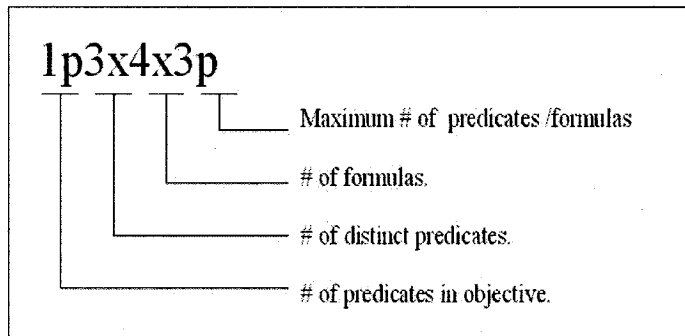 1p3x4x3p
Maximum # of predicates /formulas
# of formulas.
# of distinct predicates.
# of predicates in objective.